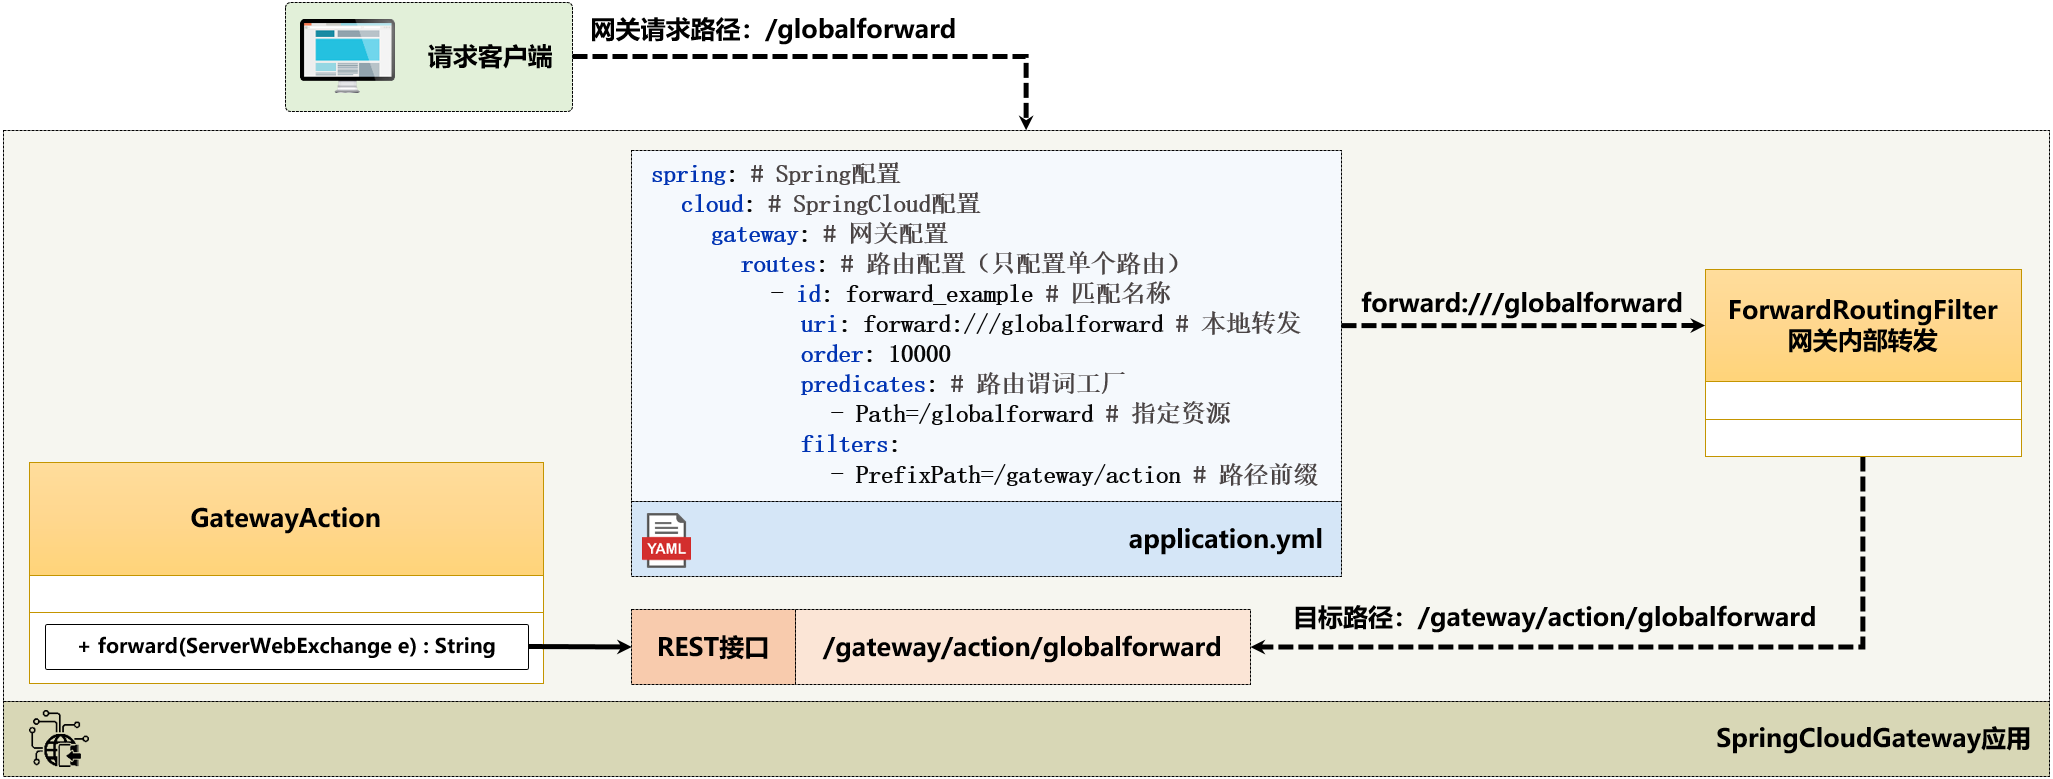 请求客户端
网关请求路径：/globalforward
spring: # Spring配置
cloud: # SpringCloud配置
gateway: # 网关配置
routes: # 路由配置（只配置单个路由）
- id: forward_example # 匹配名称
uri: forward:///globalforward # 本地转发
order: 10000
predicates: # 路由谓词工厂
- Path=/globalforward # 指定资源
filters:
- PrefixPath=/gateway/action # 路径前缀
YAML
application.yml
forward:///globalforward
ForwardRoutingFilter
网关内部转发
GatewayAction
+ forward(ServerWebExchange e) : String
REST接口
/gateway/action/globalforward
目标路径：/gateway/action/globalforward
SpringCloudGateway应用